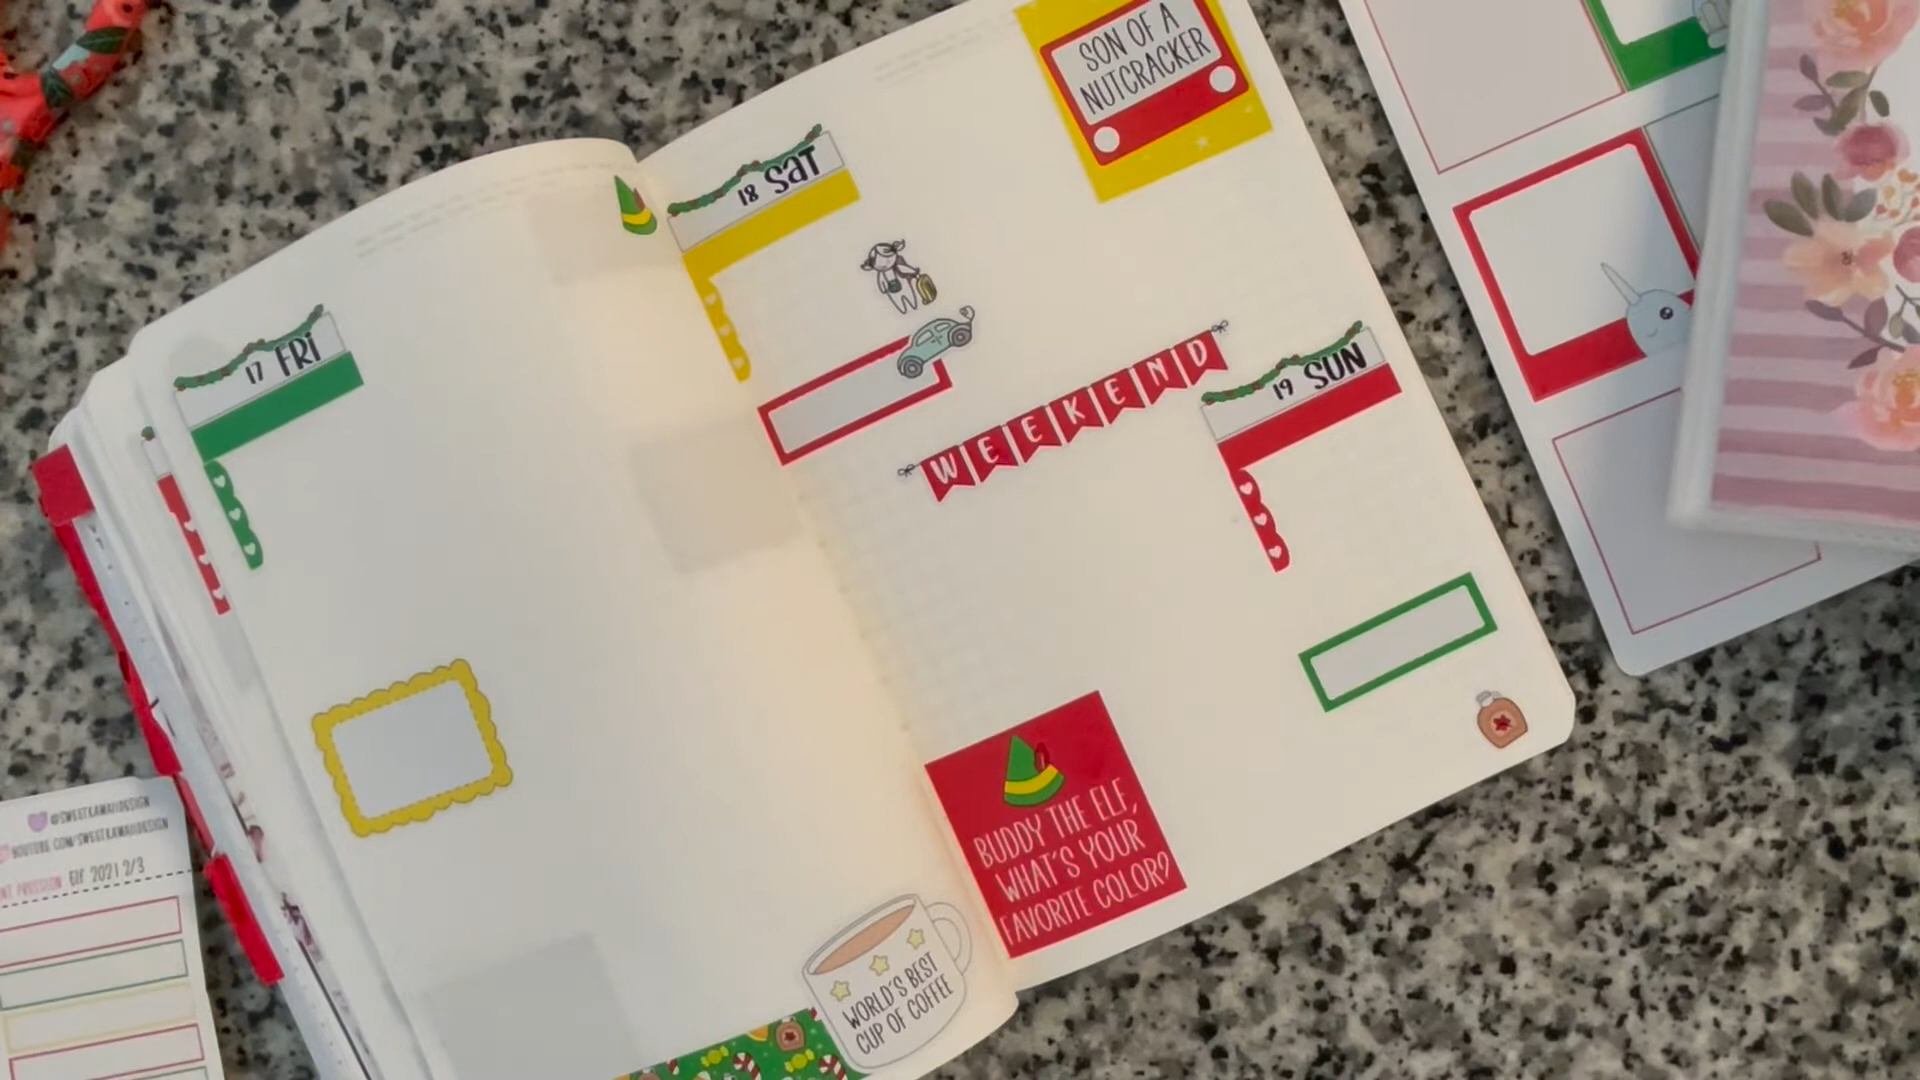 SON OF A
NUTCRACKER
18 SAT
17 FRI
WEEKEND
19 SUN
BUDDY THE ELF,
WHAT'S YOUR
FAVORITE COLOR?
WORLD'S BEST
CUP OF COFFEE
@SWEETKAWAIIDESIGN
YOUTUBE.COM/SWEETKAWAIIDESIGN
Elf 2021 2/3